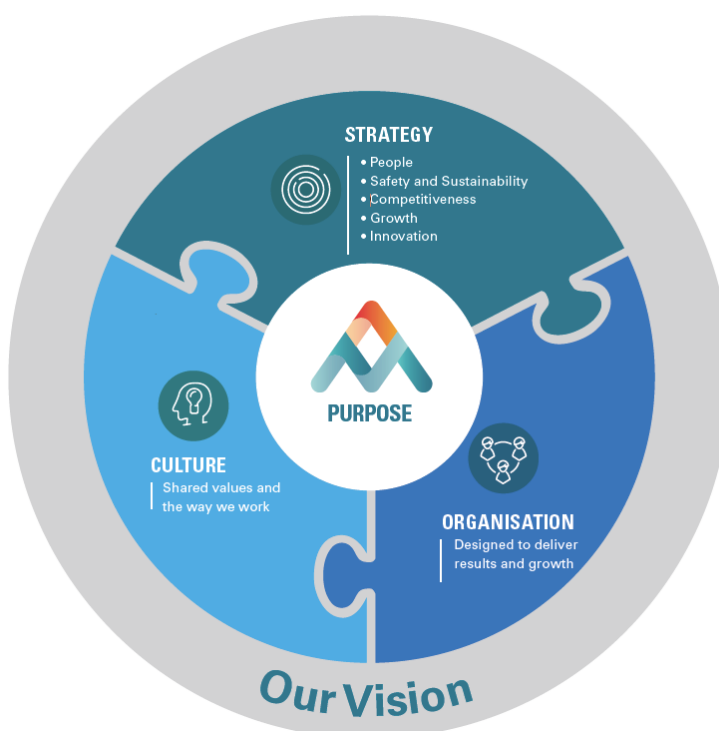 STRATEGY
• People
• Safety and Sustainability
• Competitiveness
• Growth
• Innovation
PURPOSE
CULTURE
Shared values and
the way we work
ORGANISATION
Designed to deliver
results and growth
Our Vision